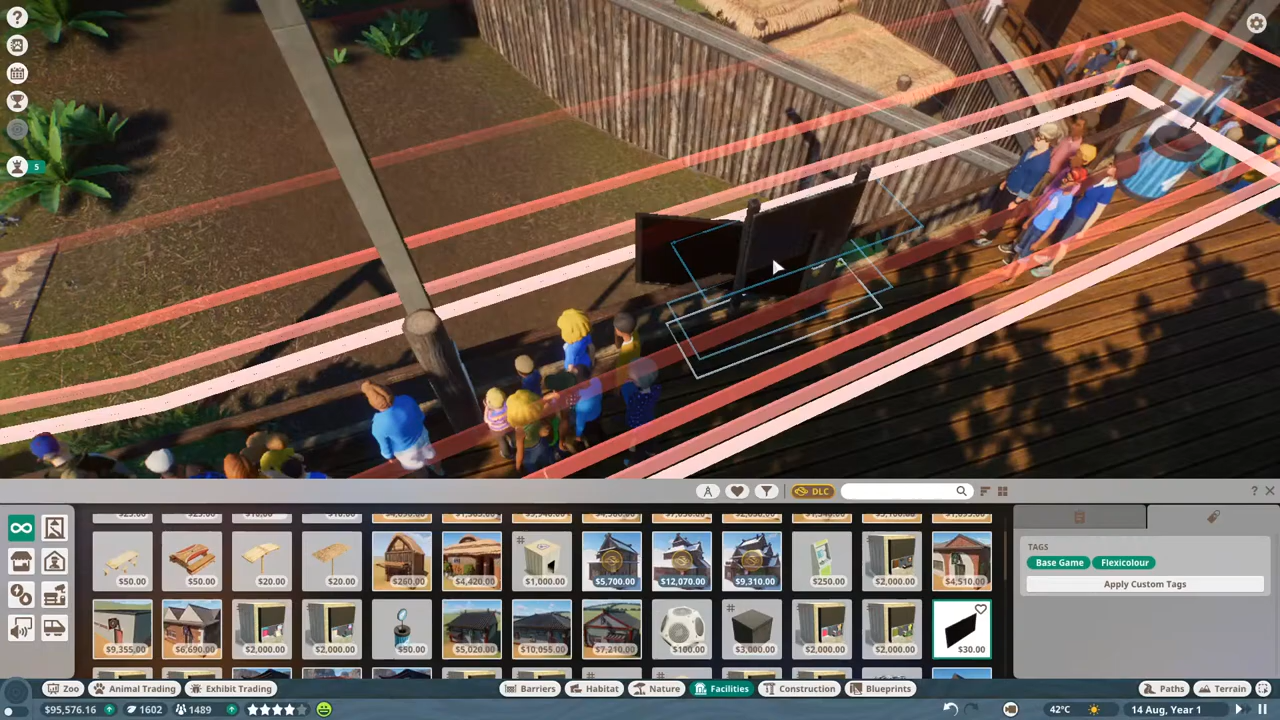 5
DLC
$50.00 $50.00 $20.00 $20.00 $260.00 $4,420.00 $1,000.00 $5,700.00 $12,070.00 $9,310.00 $250.00 $2,000.00 $4,510.00
$9,355.00 $6,690.00 $2,000.00 $2,000.00 $50.00 $5,020.00 $10,055.00 $7,210.00 $100.00 $3,000.00 $2,000.00 $2,000.00 $30.00
TAGS
Base Game Flexicolour
Apply Custom Tags
Zoo Animal Trading Exhibit Trading Barriers Habitat Nature Facilities Construction Blueprints Paths Terrain
$95,576.16 1602 1489 42°C 14 Aug, Year 1